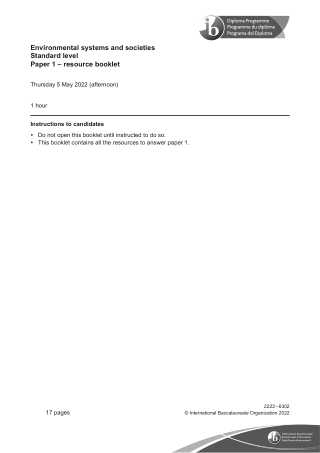 Diploma Programme
Programme du diplôme
Programa del Diploma
Environmental systems and societies
Standard level
Paper 1 – resource booklet
Thursday 5 May 2022 (afternoon)
1 hour
Instructions to candidates
• Do not open this booklet until instructed to do so.
• This booklet contains all the resources to answer paper 1.
17 pages
2222–6302
© International Baccalaureate Organization 2022